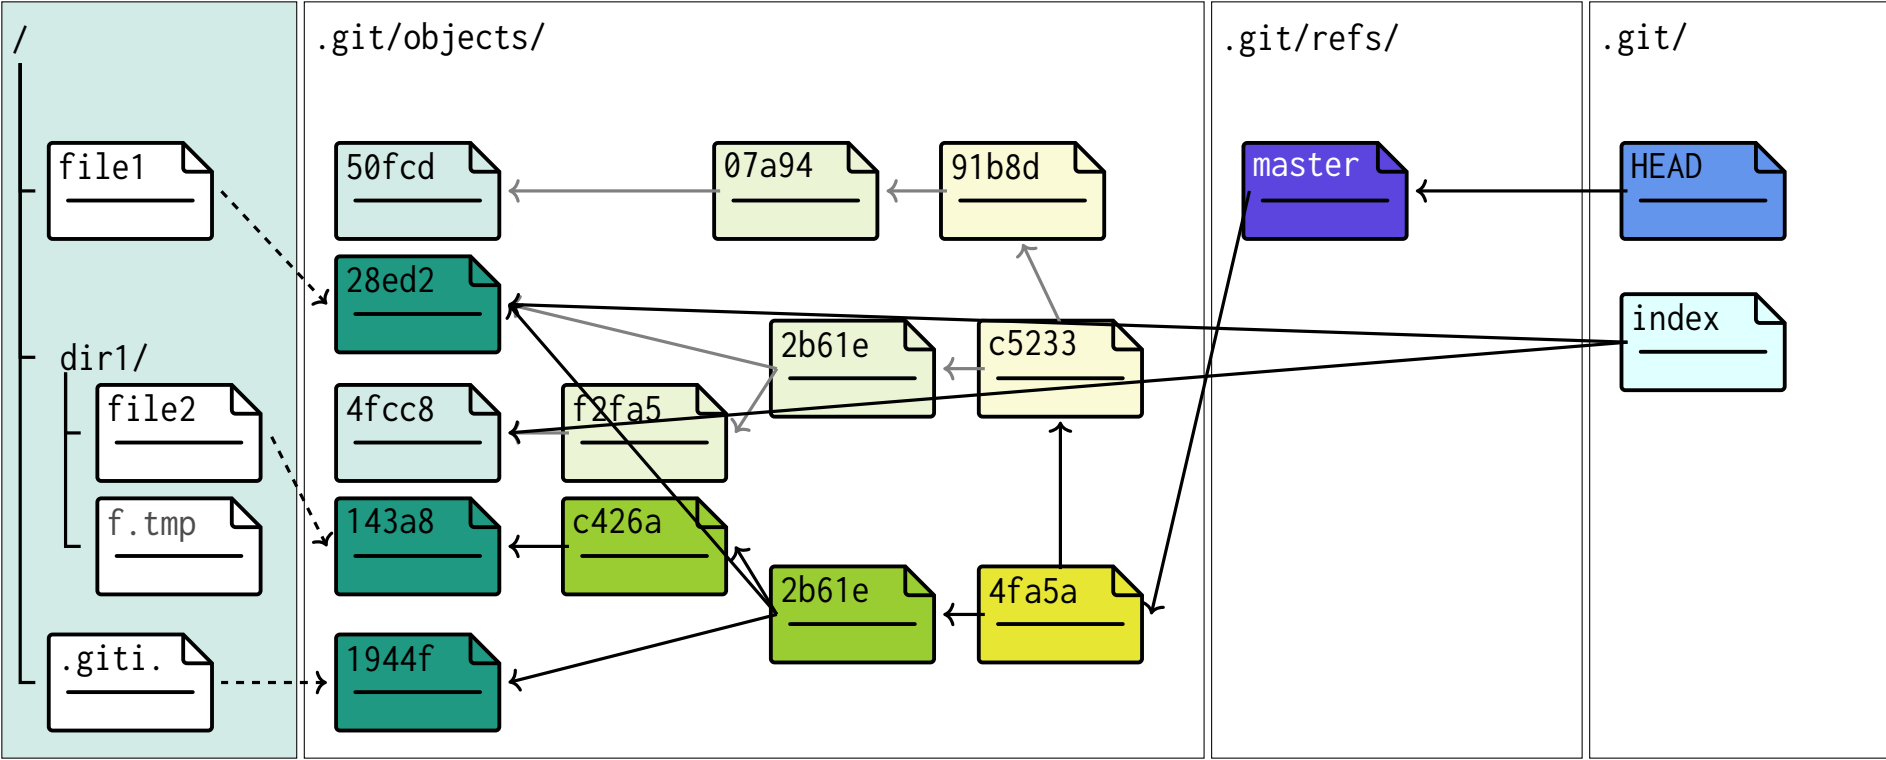 /
file1
dir1/
file2
f.tmp
.giti.
.git/objects/
50fcd
07a94
91b8d
28ed2
2b61e
c5233
4fcc8
f2fa5
143a8
c426a
2b61e
4fa5a
1944f
.git/refs/
master
.git/
HEAD
index